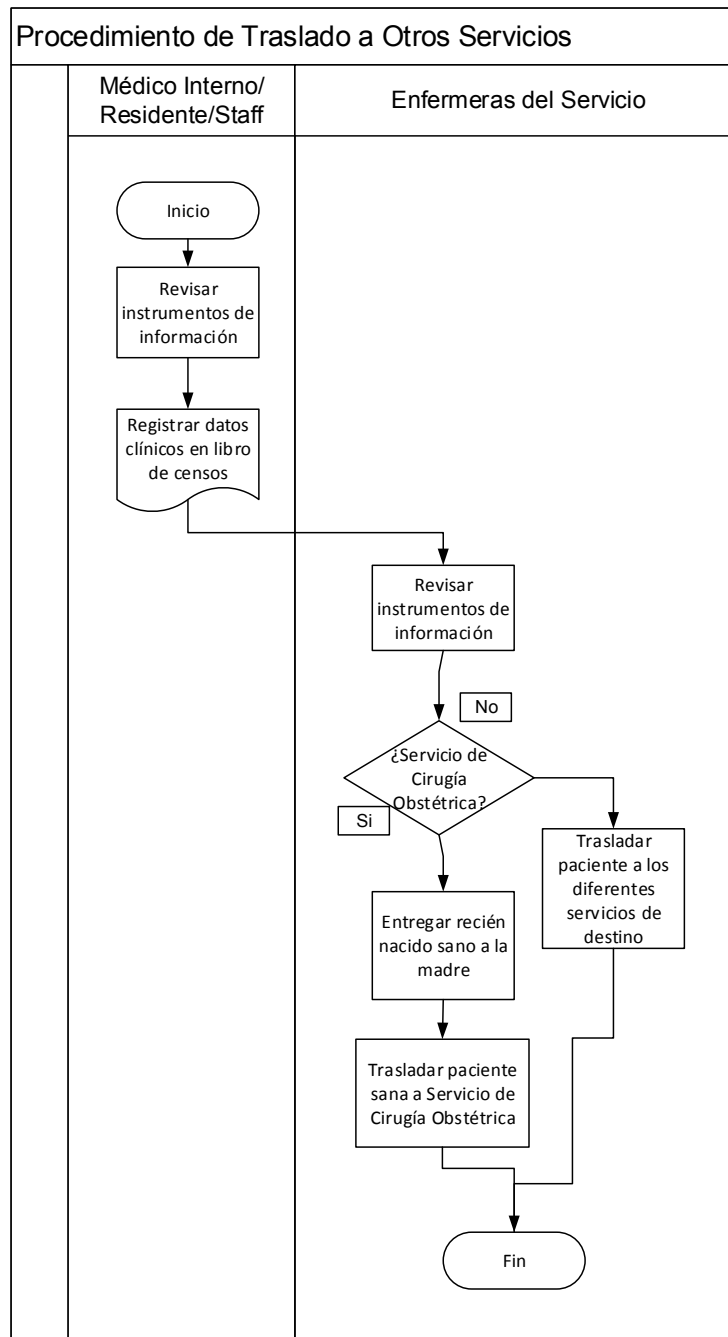 Procedimiento de Traslado a Otros Servicios
Médico Interno/
Residente/Staff
Enfermeras del Servicio
Inicio
Revisar
instrumentos de
información
Registrar datos
clínicos en libro
de censos
Revisar
instrumentos de
información
No
¿Servicio de
Cirugía
Obstétrica?
Si
Trasladar
paciente a los
diferentes
servicios de
destino
Entregar recién
nacido sano a la
madre
Trasladar paciente
sana a Servicio de
Cirugía Obstétrica
Fin